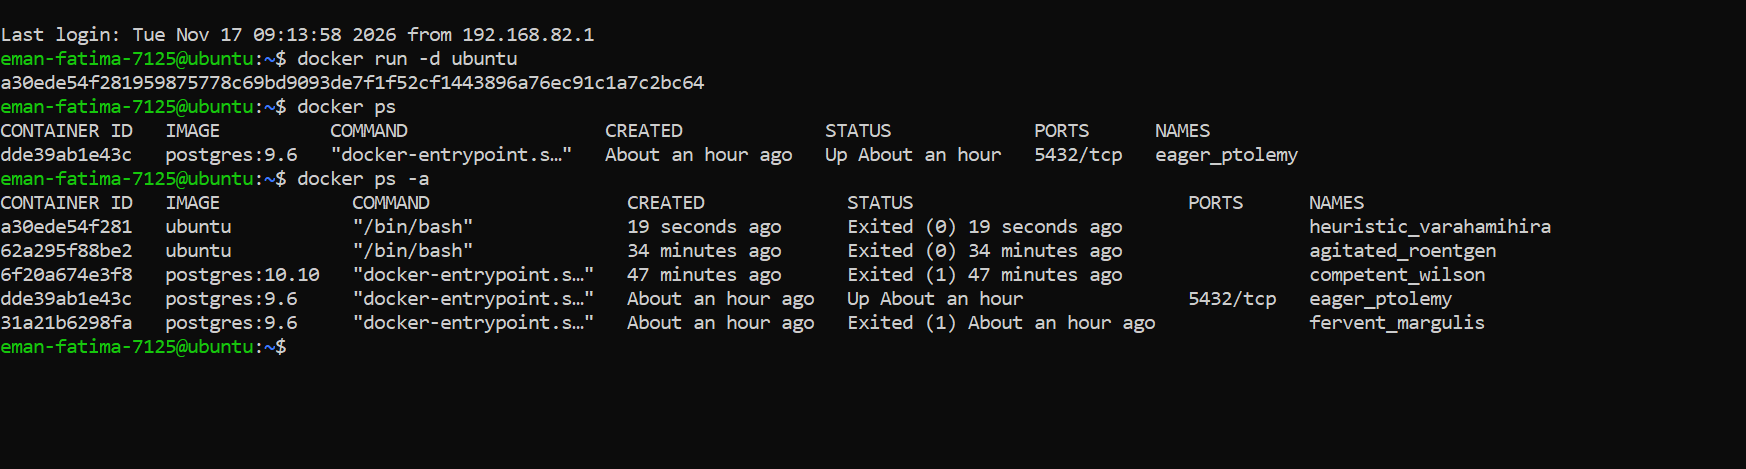 Last login: Tue Nov 17 09:13:58 2026 from 192.168.82.1
eman-fatima-7125@ubuntu:~$ docker run -d ubuntu
a30ede54f281959875778c69bd9093de7f1f52cf1443896a76ec91c1a7c2bc64
eman-fatima-7125@ubuntu:~$ docker ps
CONTAINER ID   IMAGE          COMMAND                  CREATED             STATUS             PORTS      NAMES
dde39ab1e43c   postgres:9.6   "docker-entrypoint.s…"   About an hour ago   Up About an hour   5432/tcp   eager_ptolemy
eman-fatima-7125@ubuntu:~$ docker ps -a
CONTAINER ID   IMAGE            COMMAND                  CREATED             STATUS                         PORTS      NAMES
a30ede54f281   ubuntu           "/bin/bash"              19 seconds ago      Exited (0) 19 seconds ago                 heuristic_varahamihira
62a295f88be2   ubuntu           "/bin/bash"              34 minutes ago      Exited (0) 34 minutes ago                 agitated_roentgen
6f20a674e3f8   postgres:10.10   "docker-entrypoint.s…"   47 minutes ago      Exited (1) 47 minutes ago                 competent_wilson
dde39ab1e43c   postgres:9.6     "docker-entrypoint.s…"   About an hour ago   Up About an hour               5432/tcp   eager_ptolemy
31a21b6298fa   postgres:9.6     "docker-entrypoint.s…"   About an hour ago   Exited (1) About an hour ago              fervent_margulis
eman-fatima-7125@ubuntu:~$